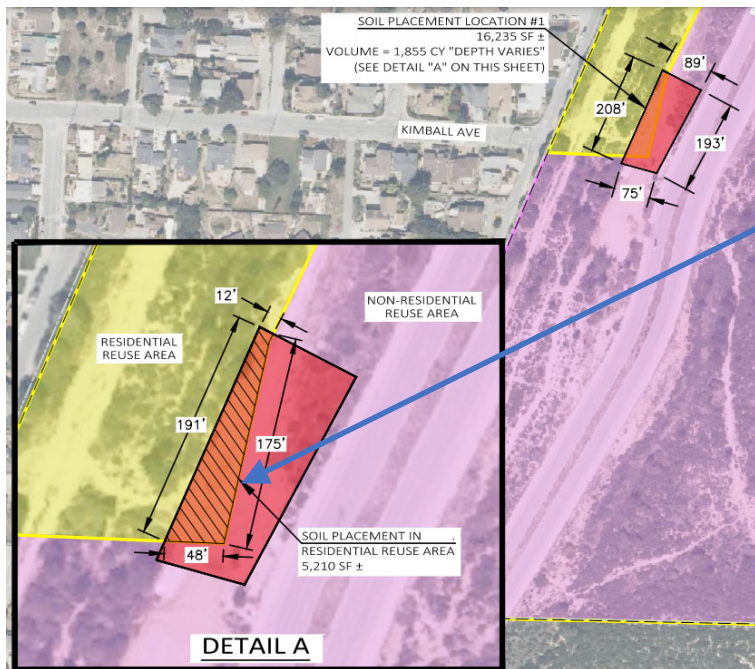 SOIL PLACEMENT LOCATION #1
16,235 SF ±
VOLUME = 1,855 CY "DEPTH VARIES"
(SEE DETAIL "A" ON THIS SHEET)
89'
208'
KIMBALL AVE
193'
75'
12'
NON-RESIDENTIAL
REUSE AREA
RESIDENTIAL
REUSE AREA
191'
175'
48'
SOIL PLACEMENT IN
RESIDENTIAL REUSE AREA
5,210 SF ±
DETAIL A